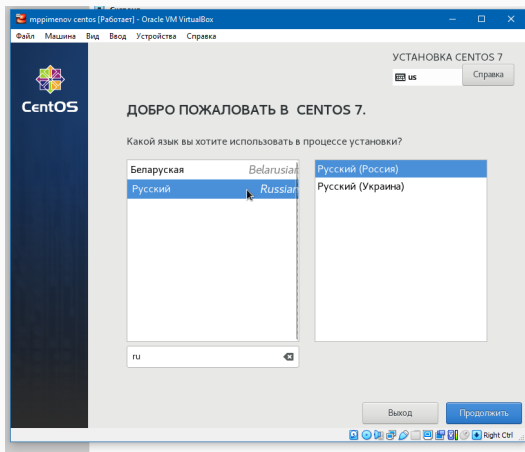 mppimenov centos [Работает] - Oracle VM VirtualBox
Файл Машина Вид Ввод Устройства Справка
УСТАНОВКА CENTOS 7
us
Справка
CentOS
ДОБРО ПОЖАЛОВАТЬ В CENTOS 7.
Какой язык вы хотите использовать в процессе установки?
Беларуская Belarusian
Русский Russian
Русский (Россия)
Русский (Украина)
ru
Выход
Продолжить
Right Ctrl